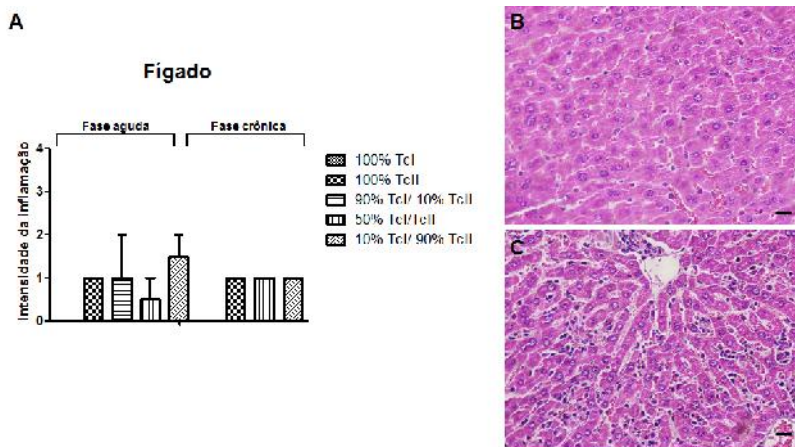 A
Fígado
Fase aguda
Fase crônica
Intensidade da Inflamação
4
3
2
1
0
100% TcI
100% TcII
90% TcI/ 10% TcII
50% TcI/TcII
10% TcI/ 90% TcII
B
C